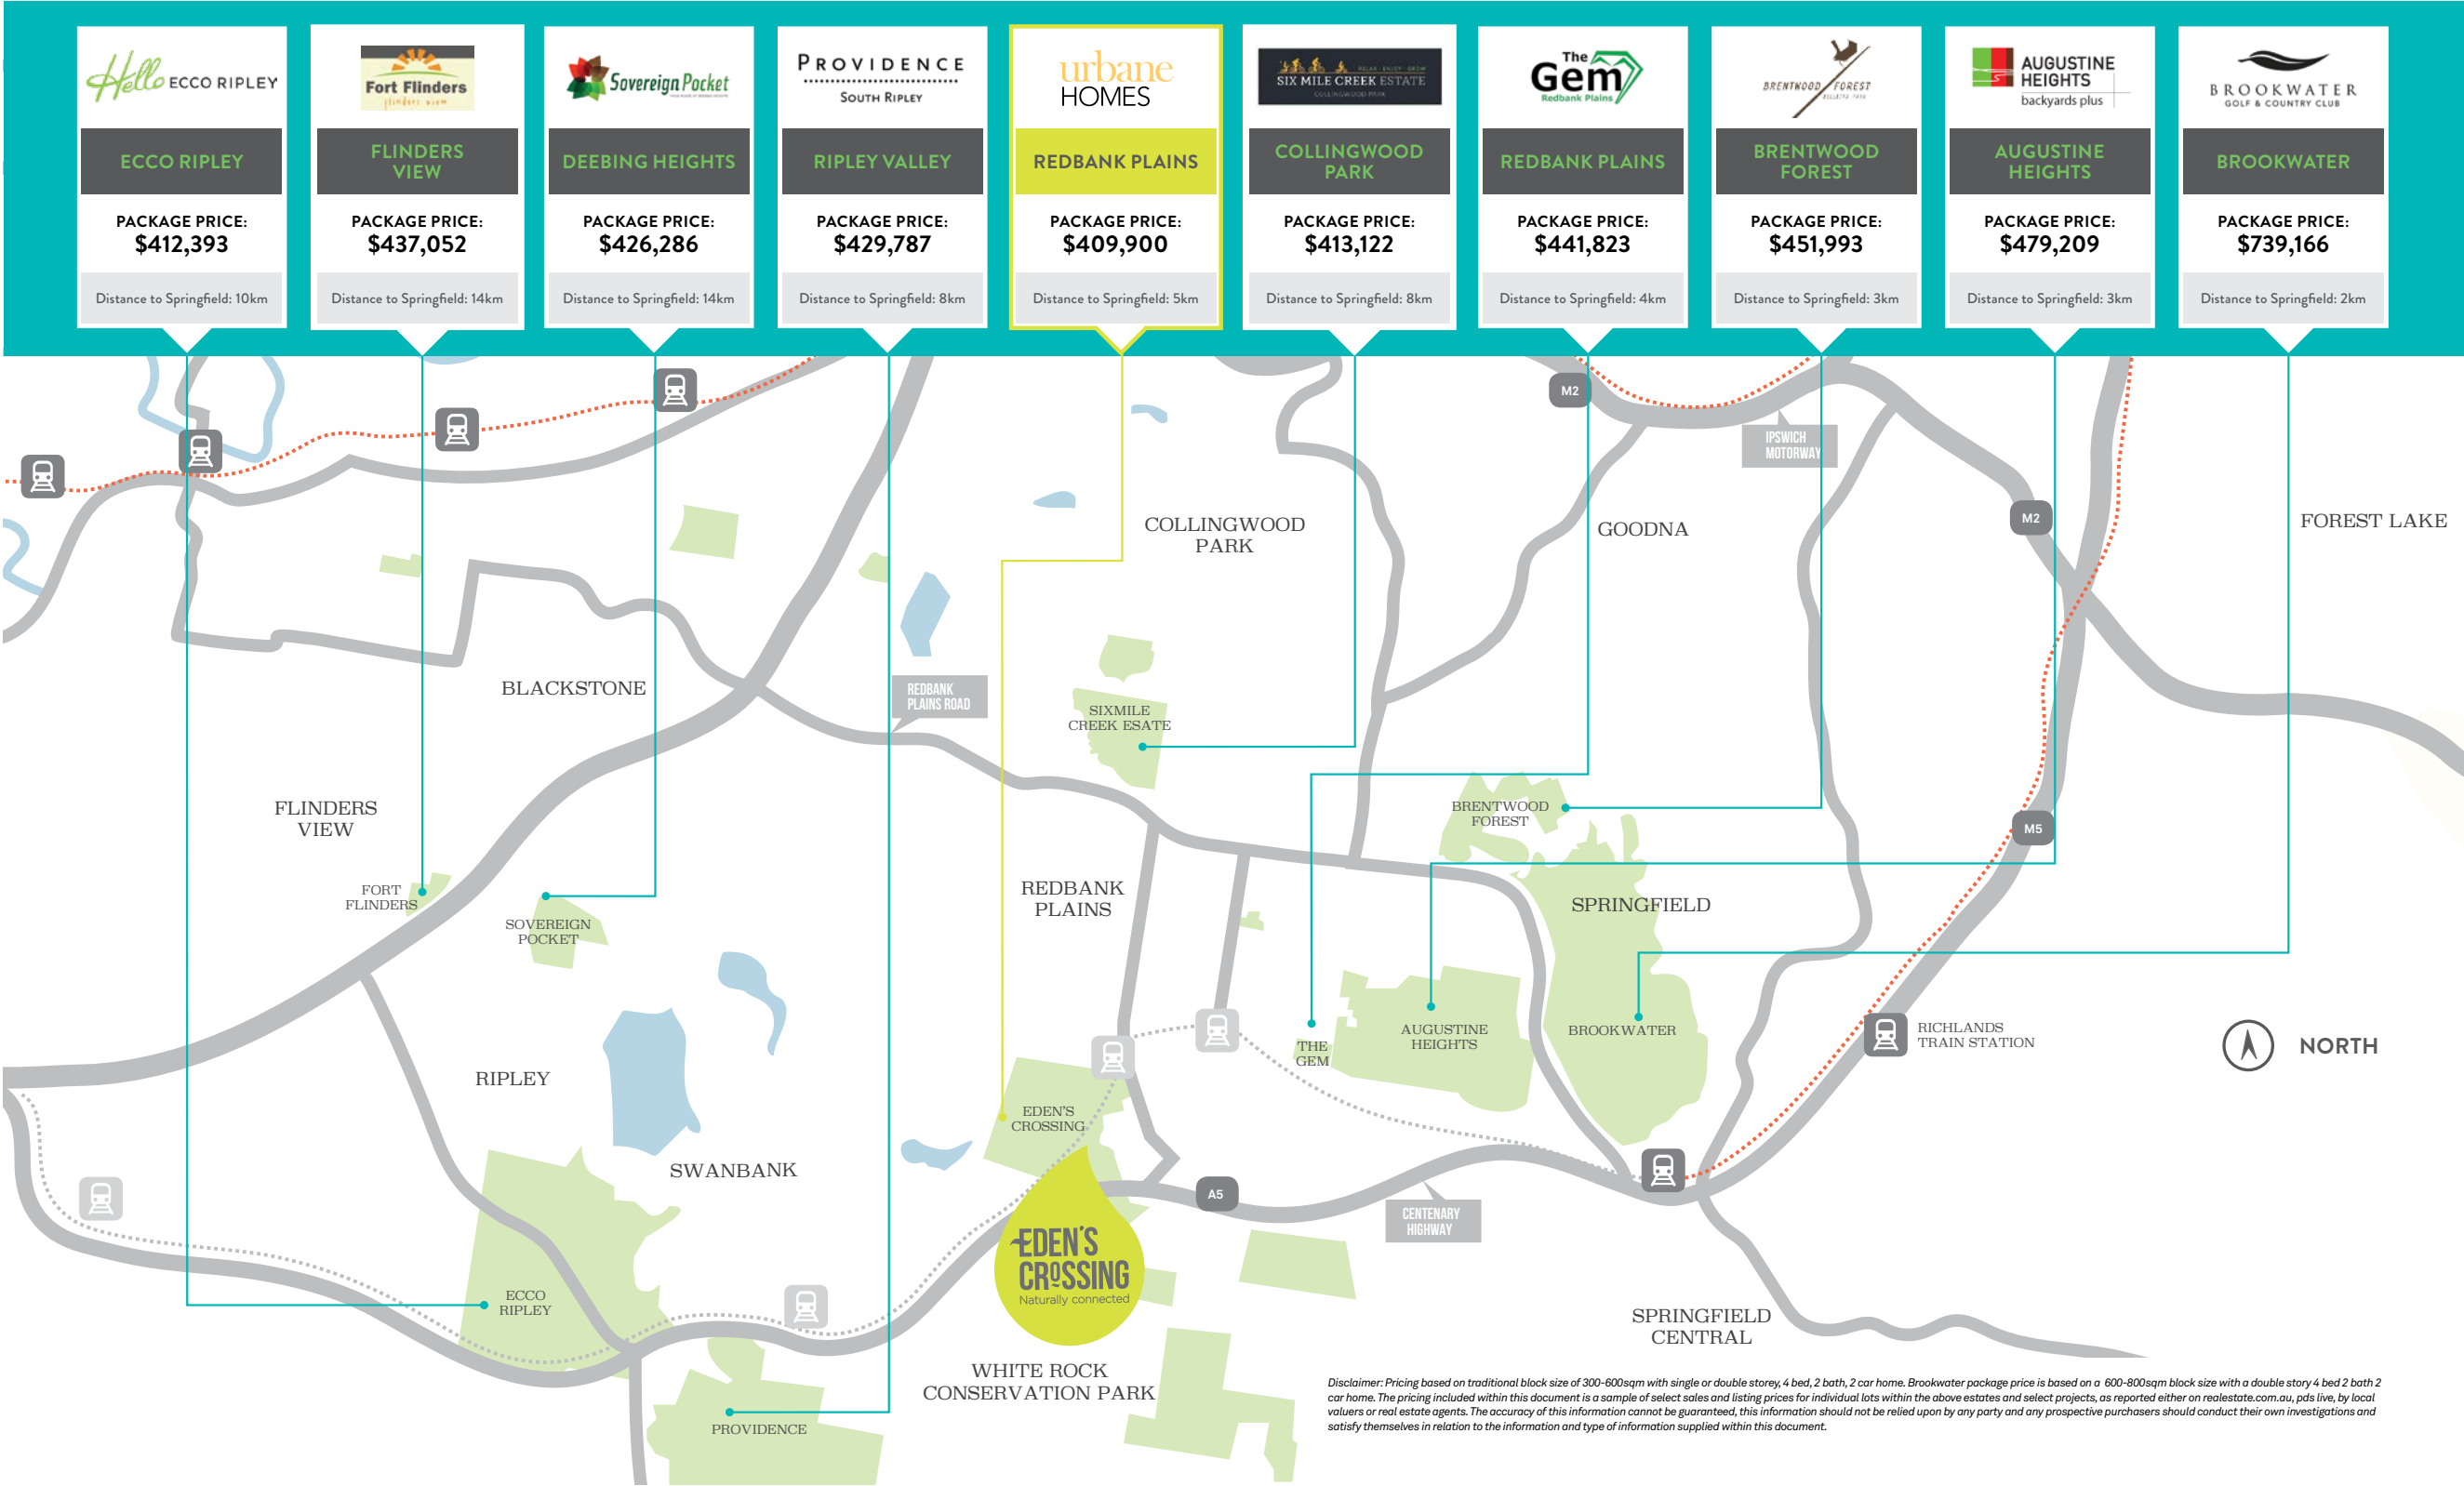 Hello ECCO RIPLEY
ECCO RIPLEY
PACKAGE PRICE:
$412,393
Distance to Springfield: 10km
Fort Flinders
flinders view
FLINDERS
VIEW
PACKAGE PRICE:
$437,052
Distance to Springfield: 14km
Sovereign Pocket
DEEBING HEIGHTS
PACKAGE PRICE:
$426,286
Distance to Springfield: 14km
PROVIDENCE
SOUTH RIPLEY
RIPLEY VALLEY
PACKAGE PRICE:
$429,787
Distance to Springfield: 8km
urbane
HOMES
REDBANK PLAINS
PACKAGE PRICE:
$409,900
Distance to Springfield: 5km
RELAX · ENJOY · GROW
SIX MILE CREEK ESTATE
COLLINGWOOD PARK
COLLINGWOOD
PARK
PACKAGE PRICE:
$413,122
Distance to Springfield: 8km
The
Gem
Redbank Plains
REDBANK PLAINS
PACKAGE PRICE:
$441,823
Distance to Springfield: 4km
BRENTWOOD FOREST
BELLBIRD PARK
BRENTWOOD
FOREST
PACKAGE PRICE:
$451,993
Distance to Springfield: 3km
AUGUSTINE
HEIGHTS
backyards plus
AUGUSTINE
HEIGHTS
PACKAGE PRICE:
$479,209
Distance to Springfield: 3km
BROOKWATER
GOLF & COUNTRY CLUB
BROOKWATER
PACKAGE PRICE:
$739,166
Distance to Springfield: 2km
M2
IPSWICH
MOTORWAY
M2
FOREST LAKE
COLLINGWOOD
PARK
GOODNA
BLACKSTONE
REDBANK
PLAINS ROAD
SIXMILE
CREEK ESATE
FLINDERS
VIEW
BRENTWOOD
FOREST
M5
FORT
FLINDERS
SOVEREIGN
POCKET
REDBANK
PLAINS
SPRINGFIELD
RIPLEY
THE
GEM
AUGUSTINE
HEIGHTS
BROOKWATER
RICHLANDS
TRAIN STATION
NORTH
EDEN'S
CROSSING
SWANBANK
A5
CENTENARY
HIGHWAY
EDEN'S
CROSSING
Naturally connected
ECCO
RIPLEY
SPRINGFIELD
CENTRAL
WHITE ROCK
CONSERVATION PARK
PROVIDENCE
Disclaimer: Pricing based on traditional block size of 300-600sqm with single or double storey, 4 bed, 2 bath, 2 car home. Brookwater package price is based on a 600-800sqm block size with a double story 4 bed 2 bath 2
car home. The pricing included within this document is a sample of select sales and listing prices for individual lots within the above estates and select projects, as reported either on realestate.com.au, pds live, by local
valuers or real estate agents. The accuracy of this information cannot be guaranteed, this information should not be relied upon by any party and any prospective purchasers should conduct their own investigations and
satisfy themselves in relation to the information and type of information supplied within this document.